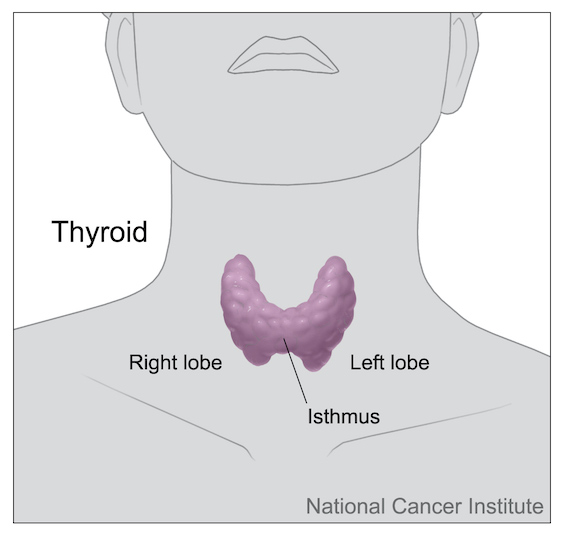 Thyroid
Right lobe
Left lobe
Isthmus
National Cancer Institute